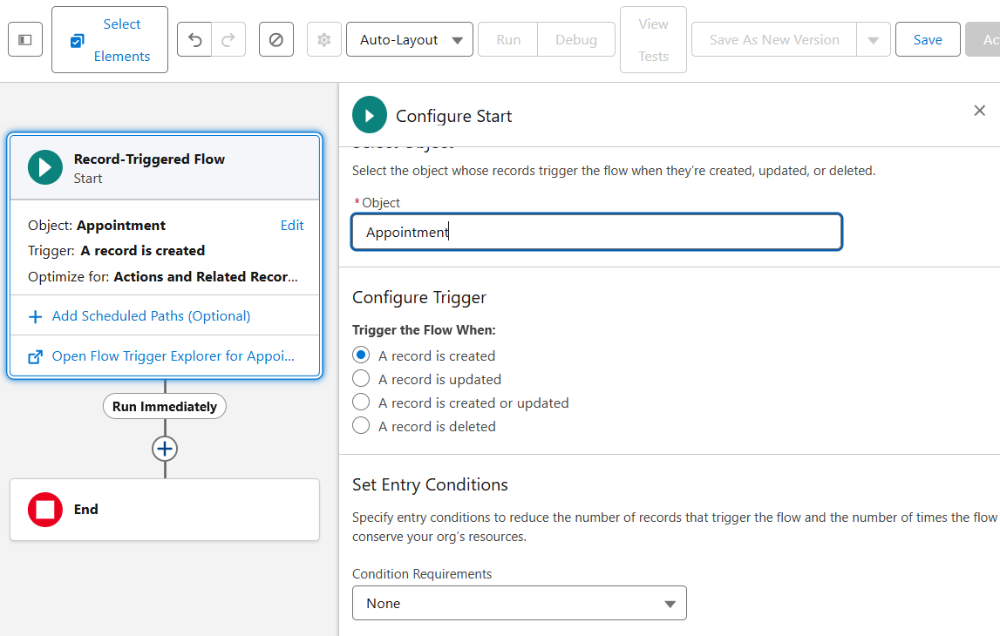 Select
Elements
Auto-Layout
Run
Debug
View
Tests
Save As New Version
Save
Record-Triggered Flow
Start
Object: Appointment
Edit
Trigger: A record is created
Optimize for: Actions and Related Recor...
Add Scheduled Paths (Optional)
Open Flow Trigger Explorer for Appoi...
Run Immediately
End
Configure Start
Select Object
Select the object whose records trigger the flow when they're created, updated, or deleted.
*Object
Appointment
Configure Trigger
Trigger the Flow When:
A record is created
A record is updated
A record is created or updated
A record is deleted
Set Entry Conditions
Specify entry conditions to reduce the number of records that trigger the flow and the number of times the flow
conserve your org's resources.
Condition Requirements
None